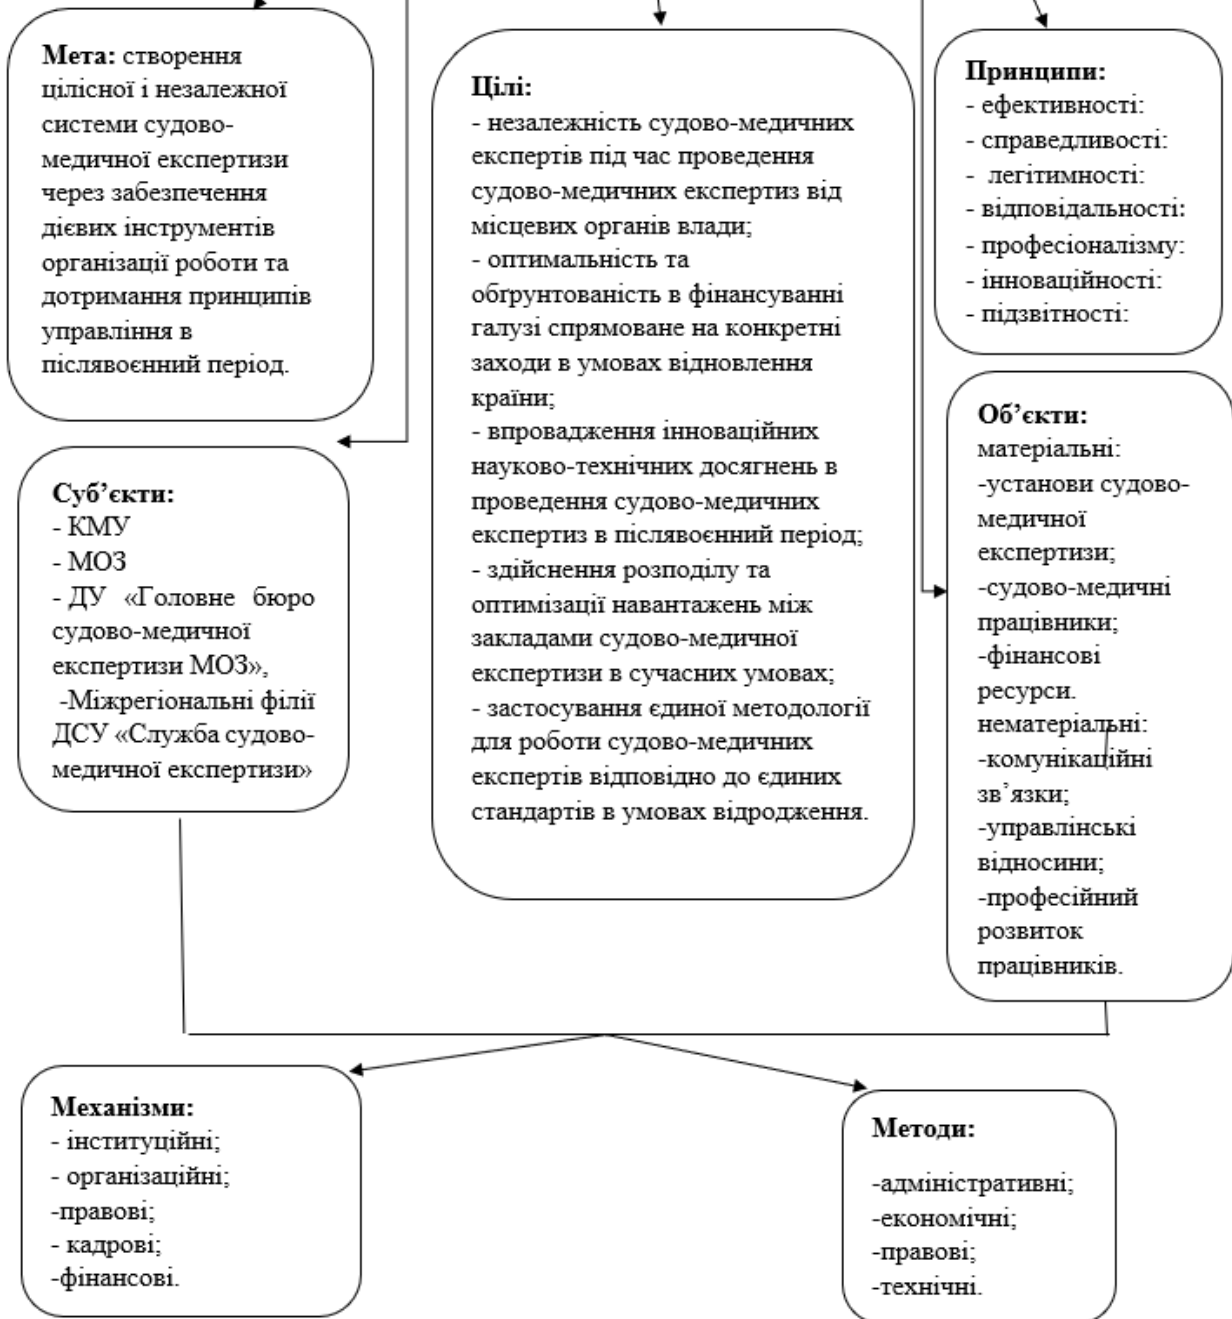 Мета: створення
цілісної і незалежної
системи судово-
медичної експертизи
через забезпечення
дієвих інструментів
організації роботи та
дотримання принципів
управління в
післявоєнний період.
Цілі:
- незалежність судово-медичних
експертів під час проведення
судово-медичних експертиз від
місцевих органів влади;
- оптимальність та
обґрунтованість в фінансуванні
галузі спрямоване на конкретні
заходи в умовах відновлення
країни;
- впровадження інноваційних
науково-технічних досягнень в
проведення судово-медичних
експертиз в післявоєнний період;
- здійснення розподілу та
оптимізації навантажень між
закладами судово-медичної
експертизи в сучасних умовах;
- застосування єдиної методології
для роботи судово-медичних
експертів відповідно до єдиних
стандартів в умовах відродження.
Принципи:
- ефективності:
- справедливості:
- легітимності:
- відповідальності:
- професіоналізму:
- інноваційності:
- підзвітності:
Суб’єкти:
- КМУ
- МОЗ
- ДУ «Головне бюро
судово-медичної
експертизи МОЗ»,
-Міжрегіональні філії
ДСУ «Служба судово-
медичної експертизи»
Об’єкти:
матеріальні:
-установи судово-
медичної
експертизи;
-судово-медичні
працівники;
-фінансові
ресурси.
нематеріальні:
-комунікаційні
зв’язки;
-управлінські
відносини;
-професійний
розвиток
працівників.
Механізми:
- інституційні;
- організаційні;
-правові;
- кадрові;
-фінансові.
Методи:
-адміністративні;
-економічні;
-правові;
-технічні.